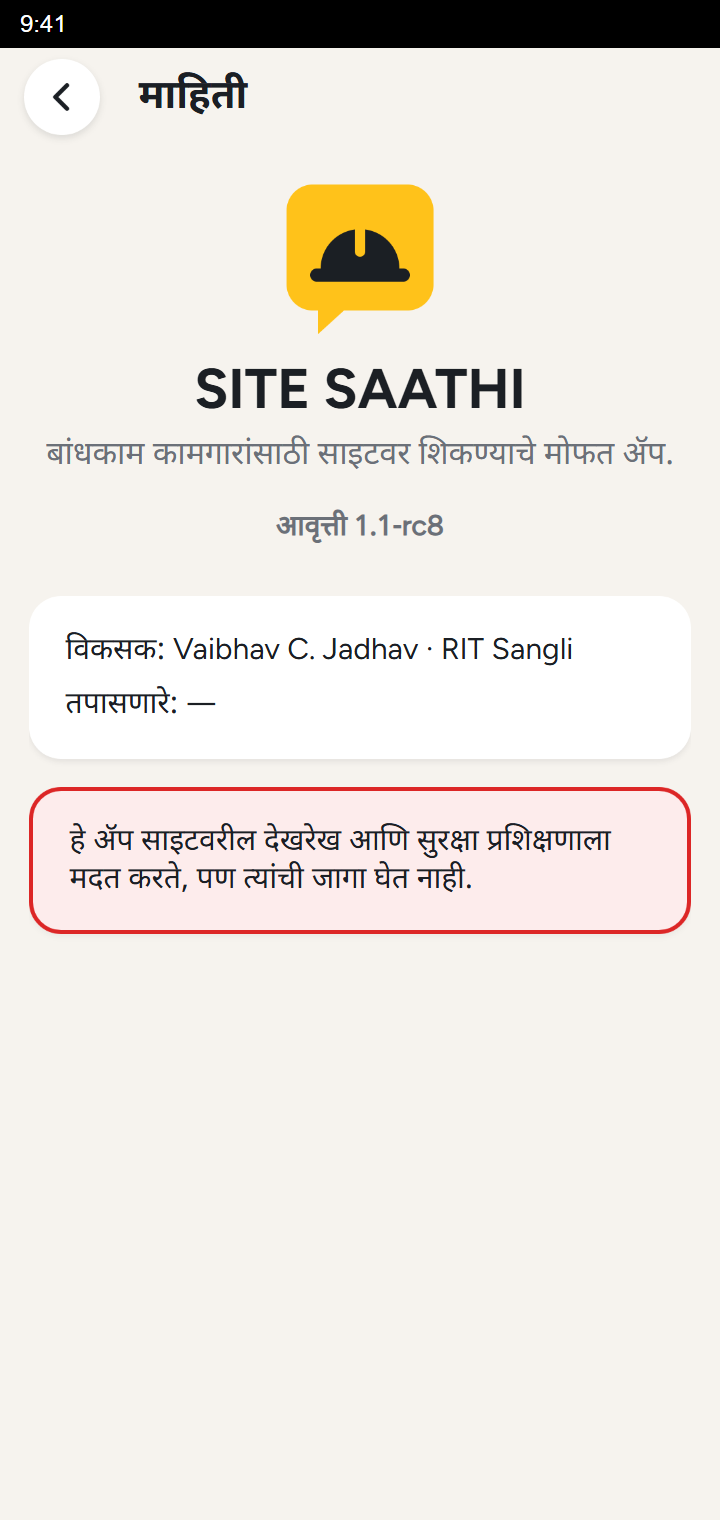 9:41
माहिती
SITE SAATHI
बांधकाम कामगारांसाठी साइटवर शिकण्याचे मोफत ॲप.
आवृत्ती 1.1-rc8
विकसक: Vaibhav C. Jadhav · RIT Sangli
तपासणारे: —
हे ॲप साइटवरील देखरेख आणि सुरक्षा प्रशिक्षणाला
मदत करते, पण त्यांची जागा घेत नाही.